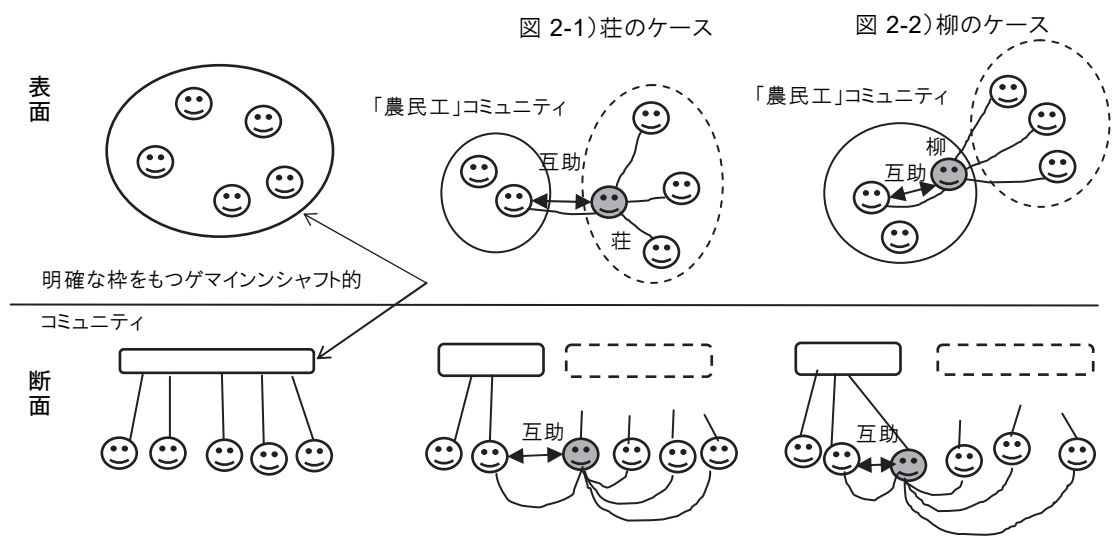 図 2-1)荘のケース
図 2-2)柳のケース
表面
「農民工」コミュニティ
互助
荘
「農民工」コミュニティ
柳
互助
明確な枠をもつゲマインンシャフト的
コミュニティ
断面
互助
互助